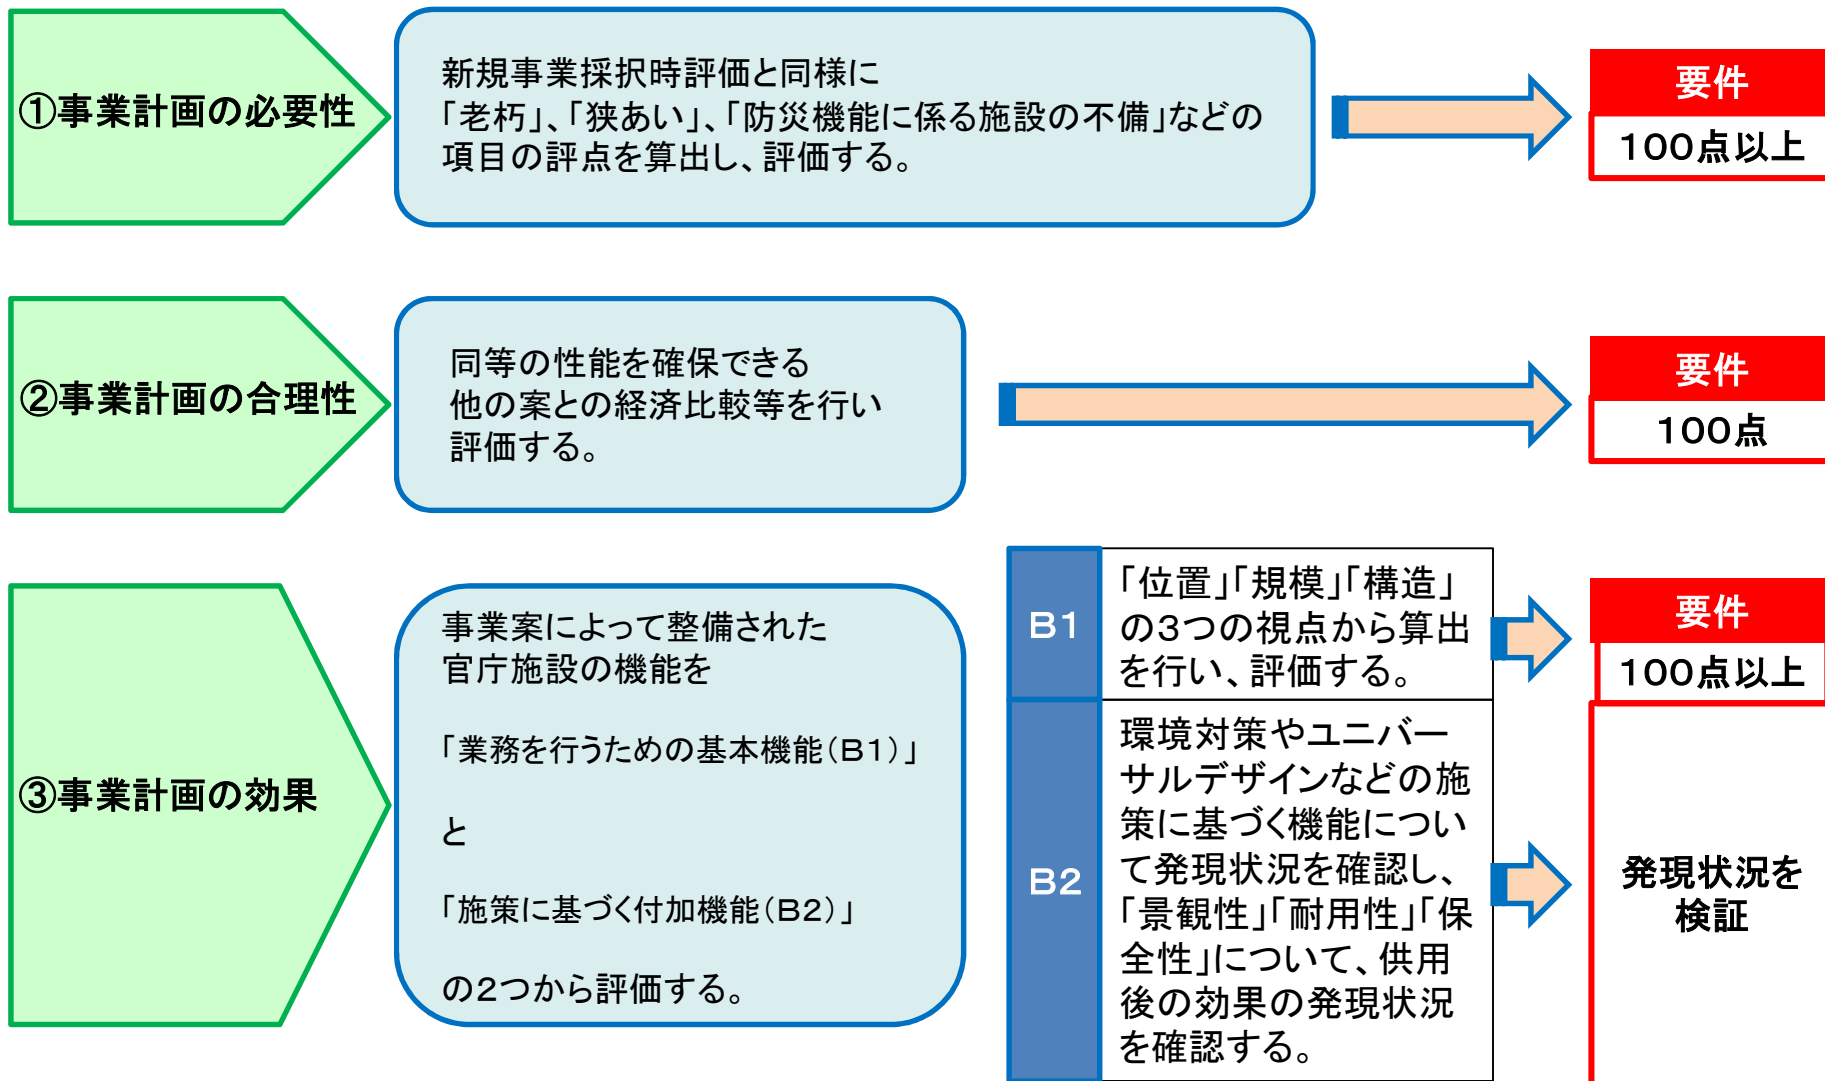 ①事業計画の必要性
新規事業採択時評価と同様に
「老朽」、「狭あい」、「防災機能に係る施設の不備」などの
項目の評点を算出し、評価する。
要件
100点以上
②事業計画の合理性
同等の性能を確保できる
他の案との経済比較等を行い
評価する。
要件
100点
③事業計画の効果
事業案によって整備された
官庁施設の機能を
「業務を行うための基本機能(B1)」
と
「施策に基づく付加機能(B2)」
の2つから評価する。
B1
「位置」「規模」「構造」
の3つの視点から算出
を行い、評価する。
要件
100点以上
B2
環境対策やユニバー
サルデザインなどの施
策に基づく機能につい
て発現状況を確認し、
「景観性」「耐用性」「保
全性」について、供用
後の効果の発現状況
を確認する。
発現状況を
検証